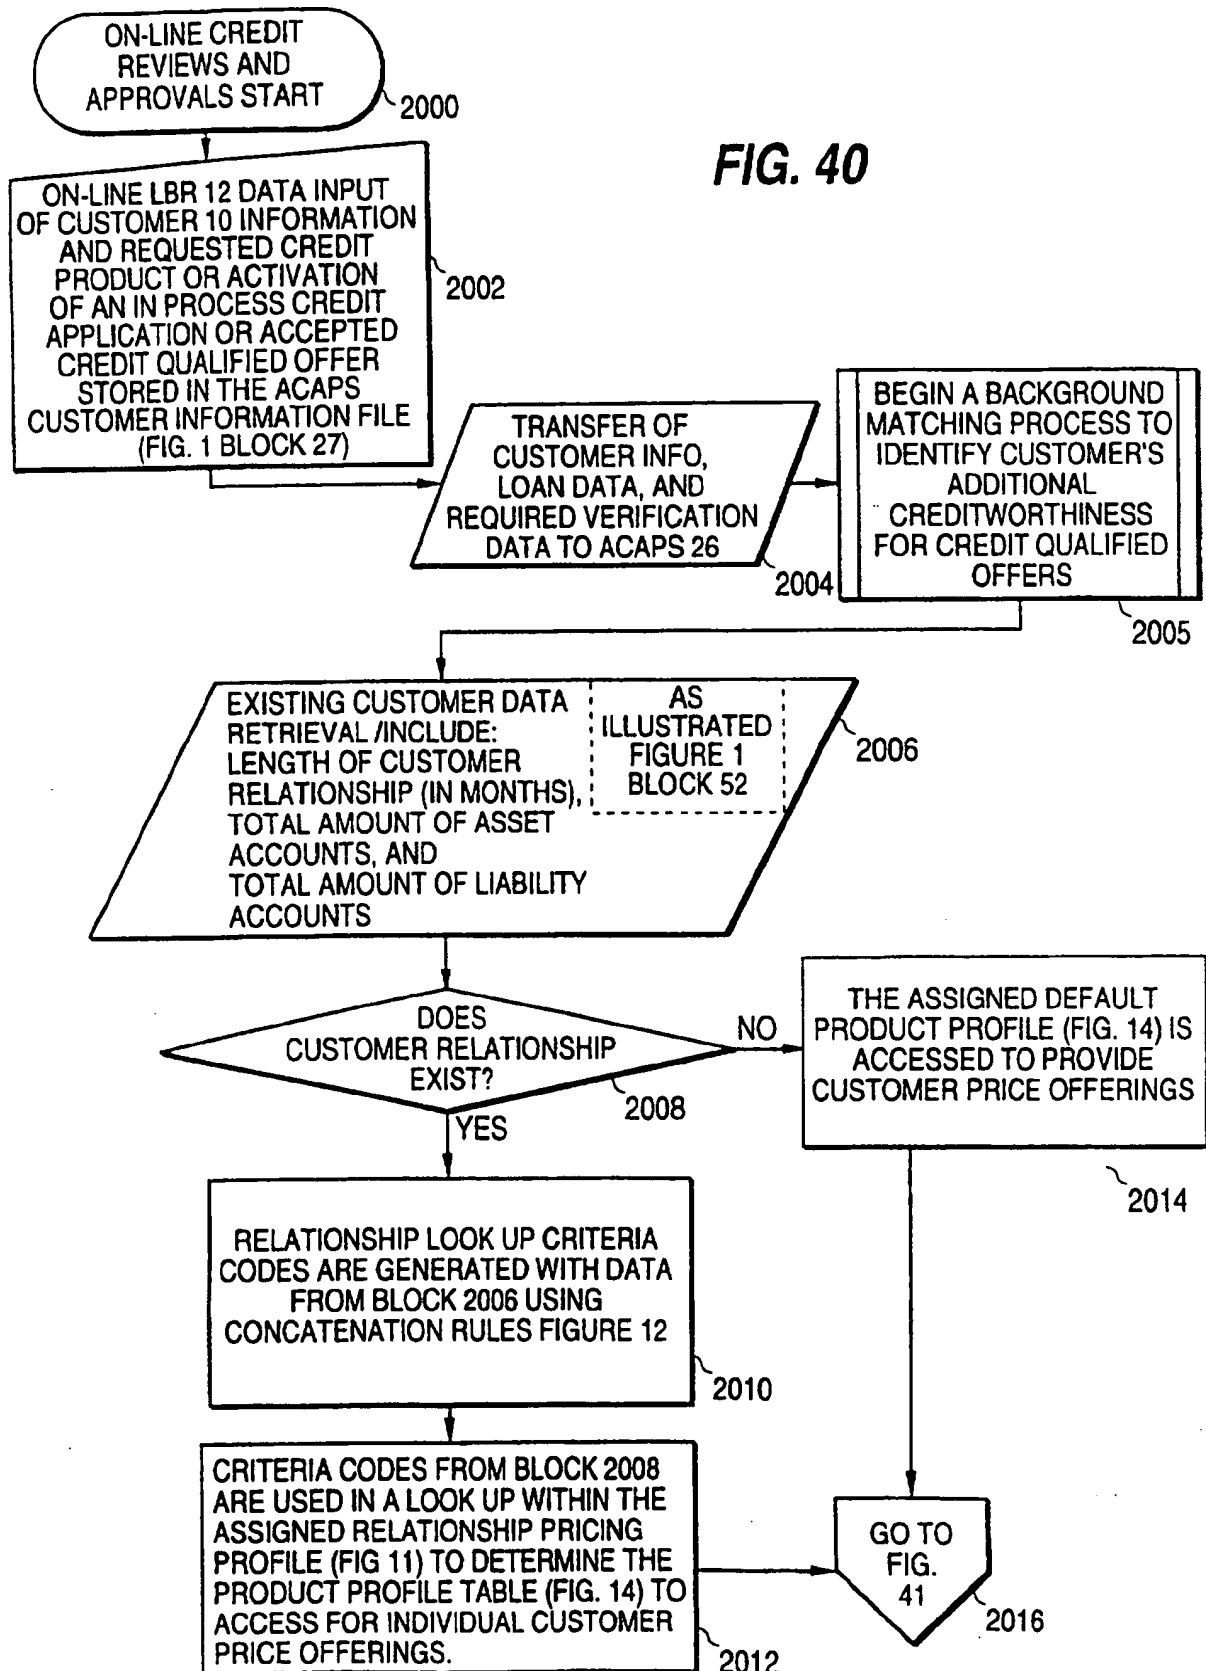 ON-LINE CREDIT
REVIEWS AND
APPROVALS START
2000
FIG. 40
ON-LINE LBR 12 DATA INPUT
OF CUSTOMER 10 INFORMATION
AND REQUESTED CREDIT
PRODUCT OR ACTIVATION
OF AN IN PROCESS CREDIT
APPLICATION OR ACCEPTED
CREDIT QUALIFIED OFFER
STORED IN THE ACAPS
CUSTOMER INFORMATION FILE
(FIG. 1 BLOCK 27)
2002
TRANSFER OF
CUSTOMER INFO,
LOAN DATA, AND
REQUIRED VERIFICATION
DATA TO ACAPS 26
2004
BEGIN A BACKGROUND
MATCHING PROCESS TO
IDENTIFY CUSTOMER'S
ADDITIONAL
CREDITWORTHINESS
FOR CREDIT QUALIFIED
OFFERS
2005
EXISTING CUSTOMER DATA
RETRIEVAL /INCLUDE:
LENGTH OF CUSTOMER
RELATIONSHIP (IN MONTHS),
TOTAL AMOUNT OF ASSET
ACCOUNTS, AND
TOTAL AMOUNT OF LIABILITY
ACCOUNTS
AS
ILLUSTRATED
FIGURE 1
BLOCK 52
2006
DOES
CUSTOMER RELATIONSHIP
EXIST?
2008
NO
YES
THE ASSIGNED DEFAULT
PRODUCT PROFILE (FIG. 14) IS
ACCESSED TO PROVIDE
CUSTOMER PRICE OFFERINGS
2014
RELATIONSHIP LOOK UP CRITERIA
CODES ARE GENERATED WITH DATA
FROM BLOCK 2006 USING
CONCATENATION RULES FIGURE 12
2010
CRITERIA CODES FROM BLOCK 2008
ARE USED IN A LOOK UP WITHIN THE
ASSIGNED RELATIONSHIP PRICING
PROFILE (FIG 11) TO DETERMINE THE
PRODUCT PROFILE TABLE (FIG. 14) TO
ACCESS FOR INDIVIDUAL CUSTOMER
PRICE OFFERINGS.
2012
GO TO
FIG.
41
2016